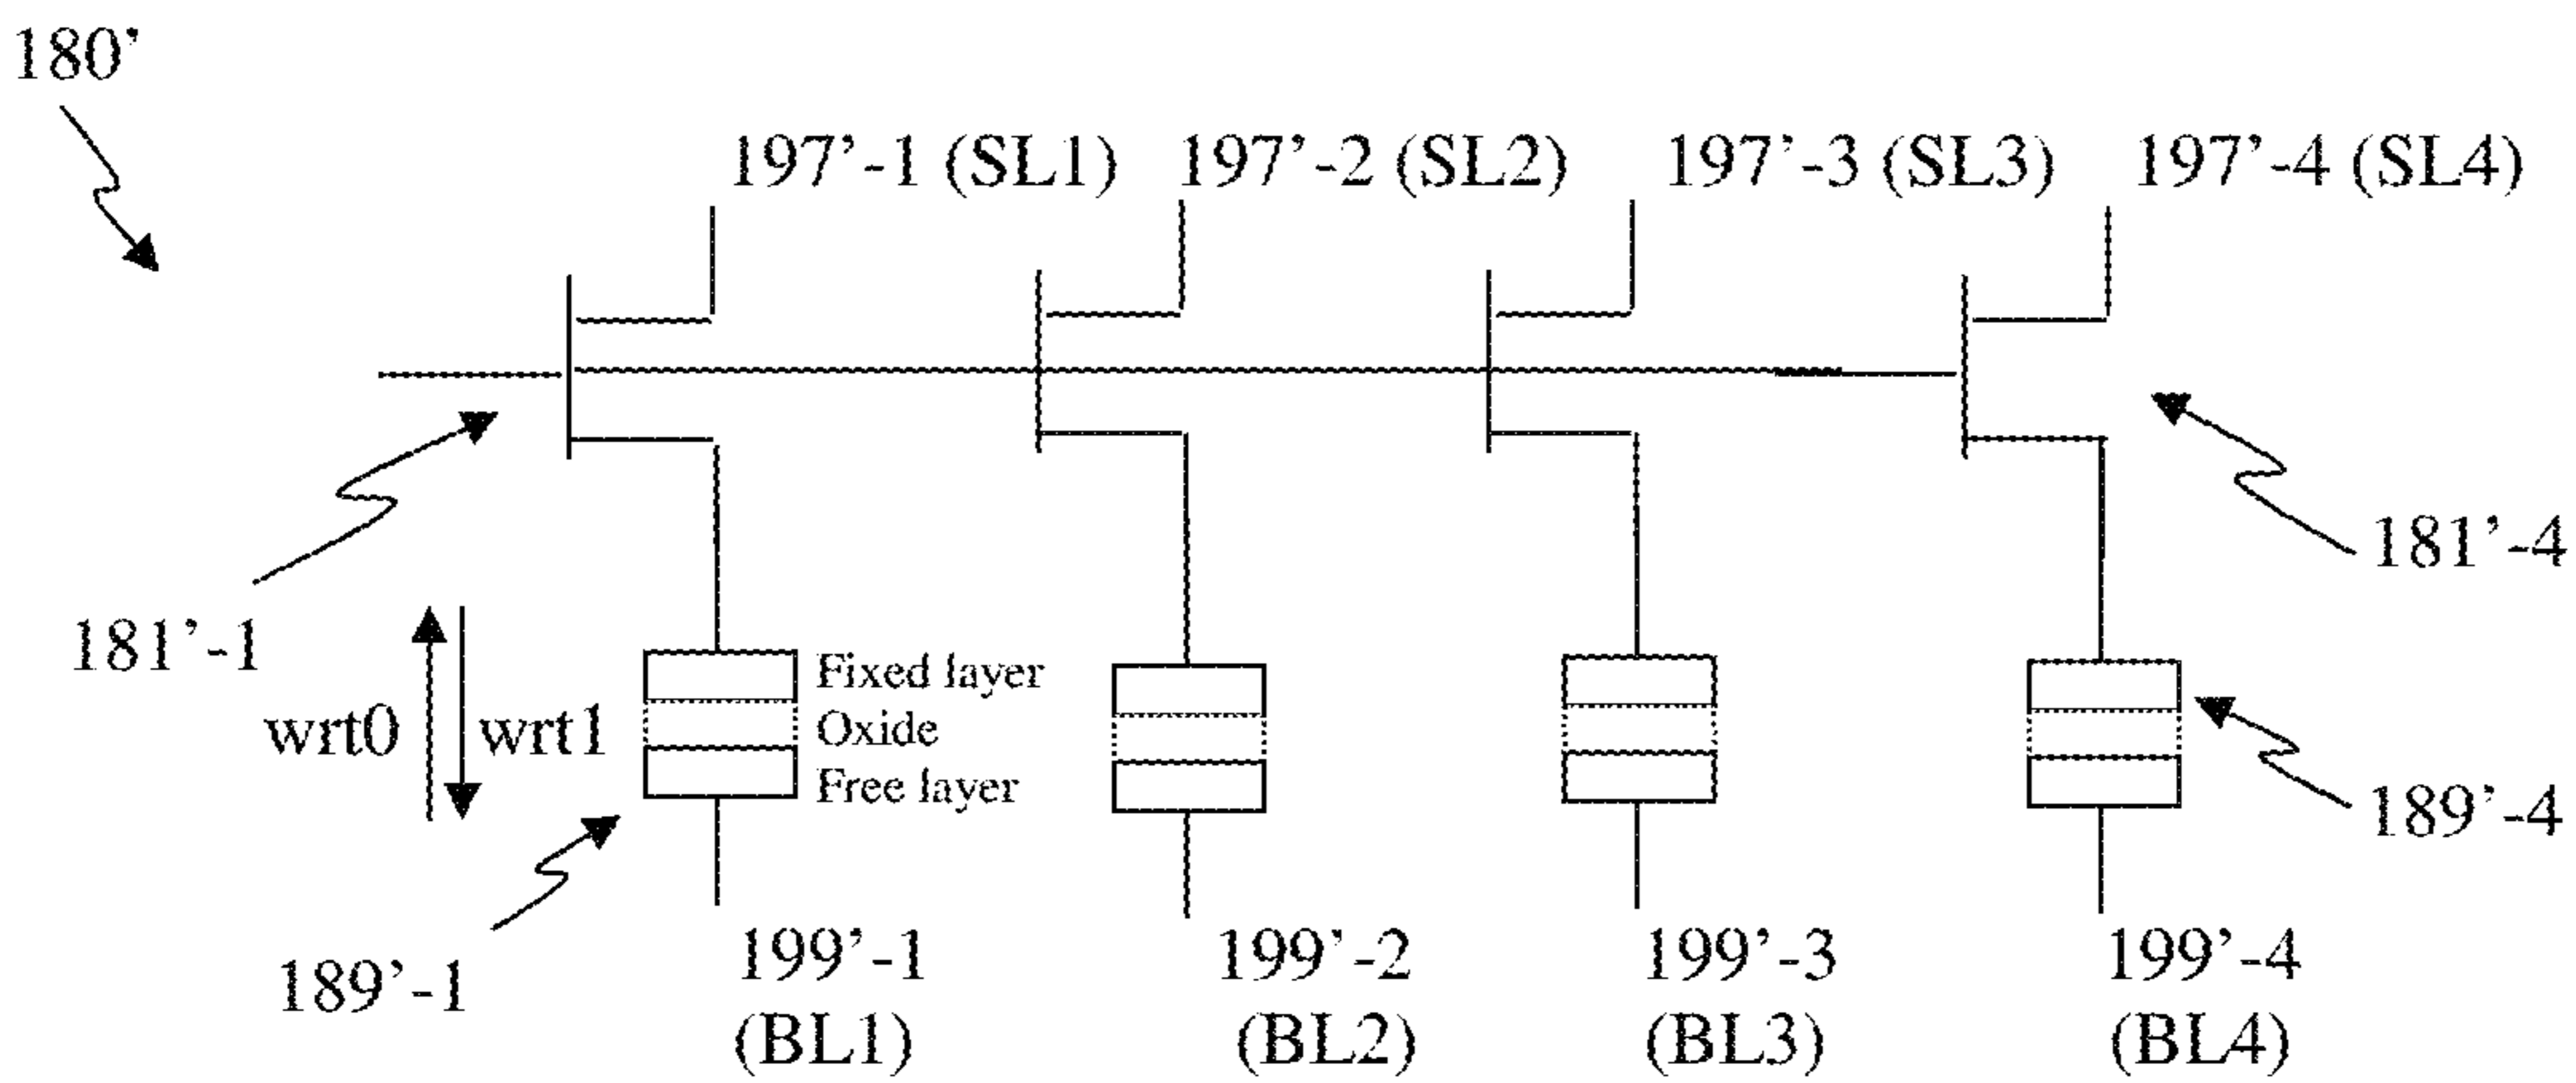 180’
197’-1 (SL1) 197’-2 (SL2) 197’-3 (SL3) 197’-4 (SL4)
181’-4
181’-1
wrt0 wrt1
Fixed layer
Oxide
Free layer
189’-4
189’-1
199’-1 199’-2 199’-3 199’-4
(BL1) (BL2) (BL3) (BL4)